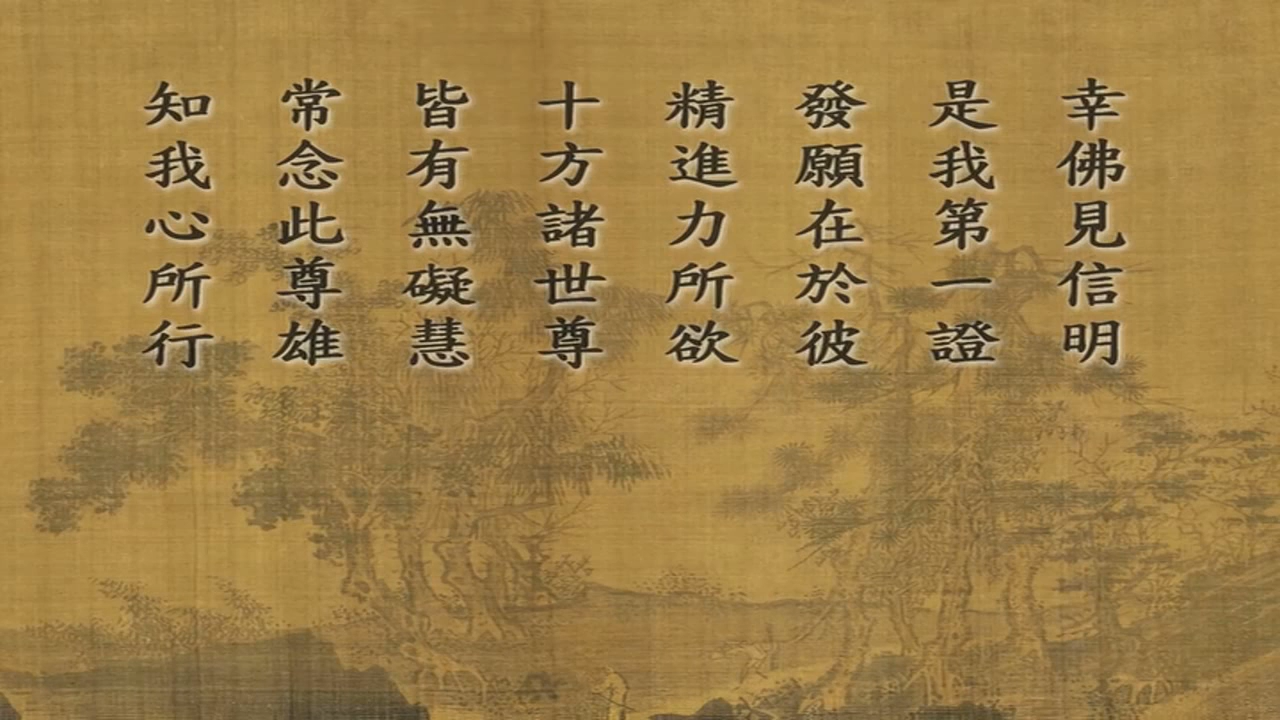 幸佛見信明
是我第一證
發願在於彼
精進力所欲
十方諸世尊
皆有無礙慧
常念此尊雄
知我心所行